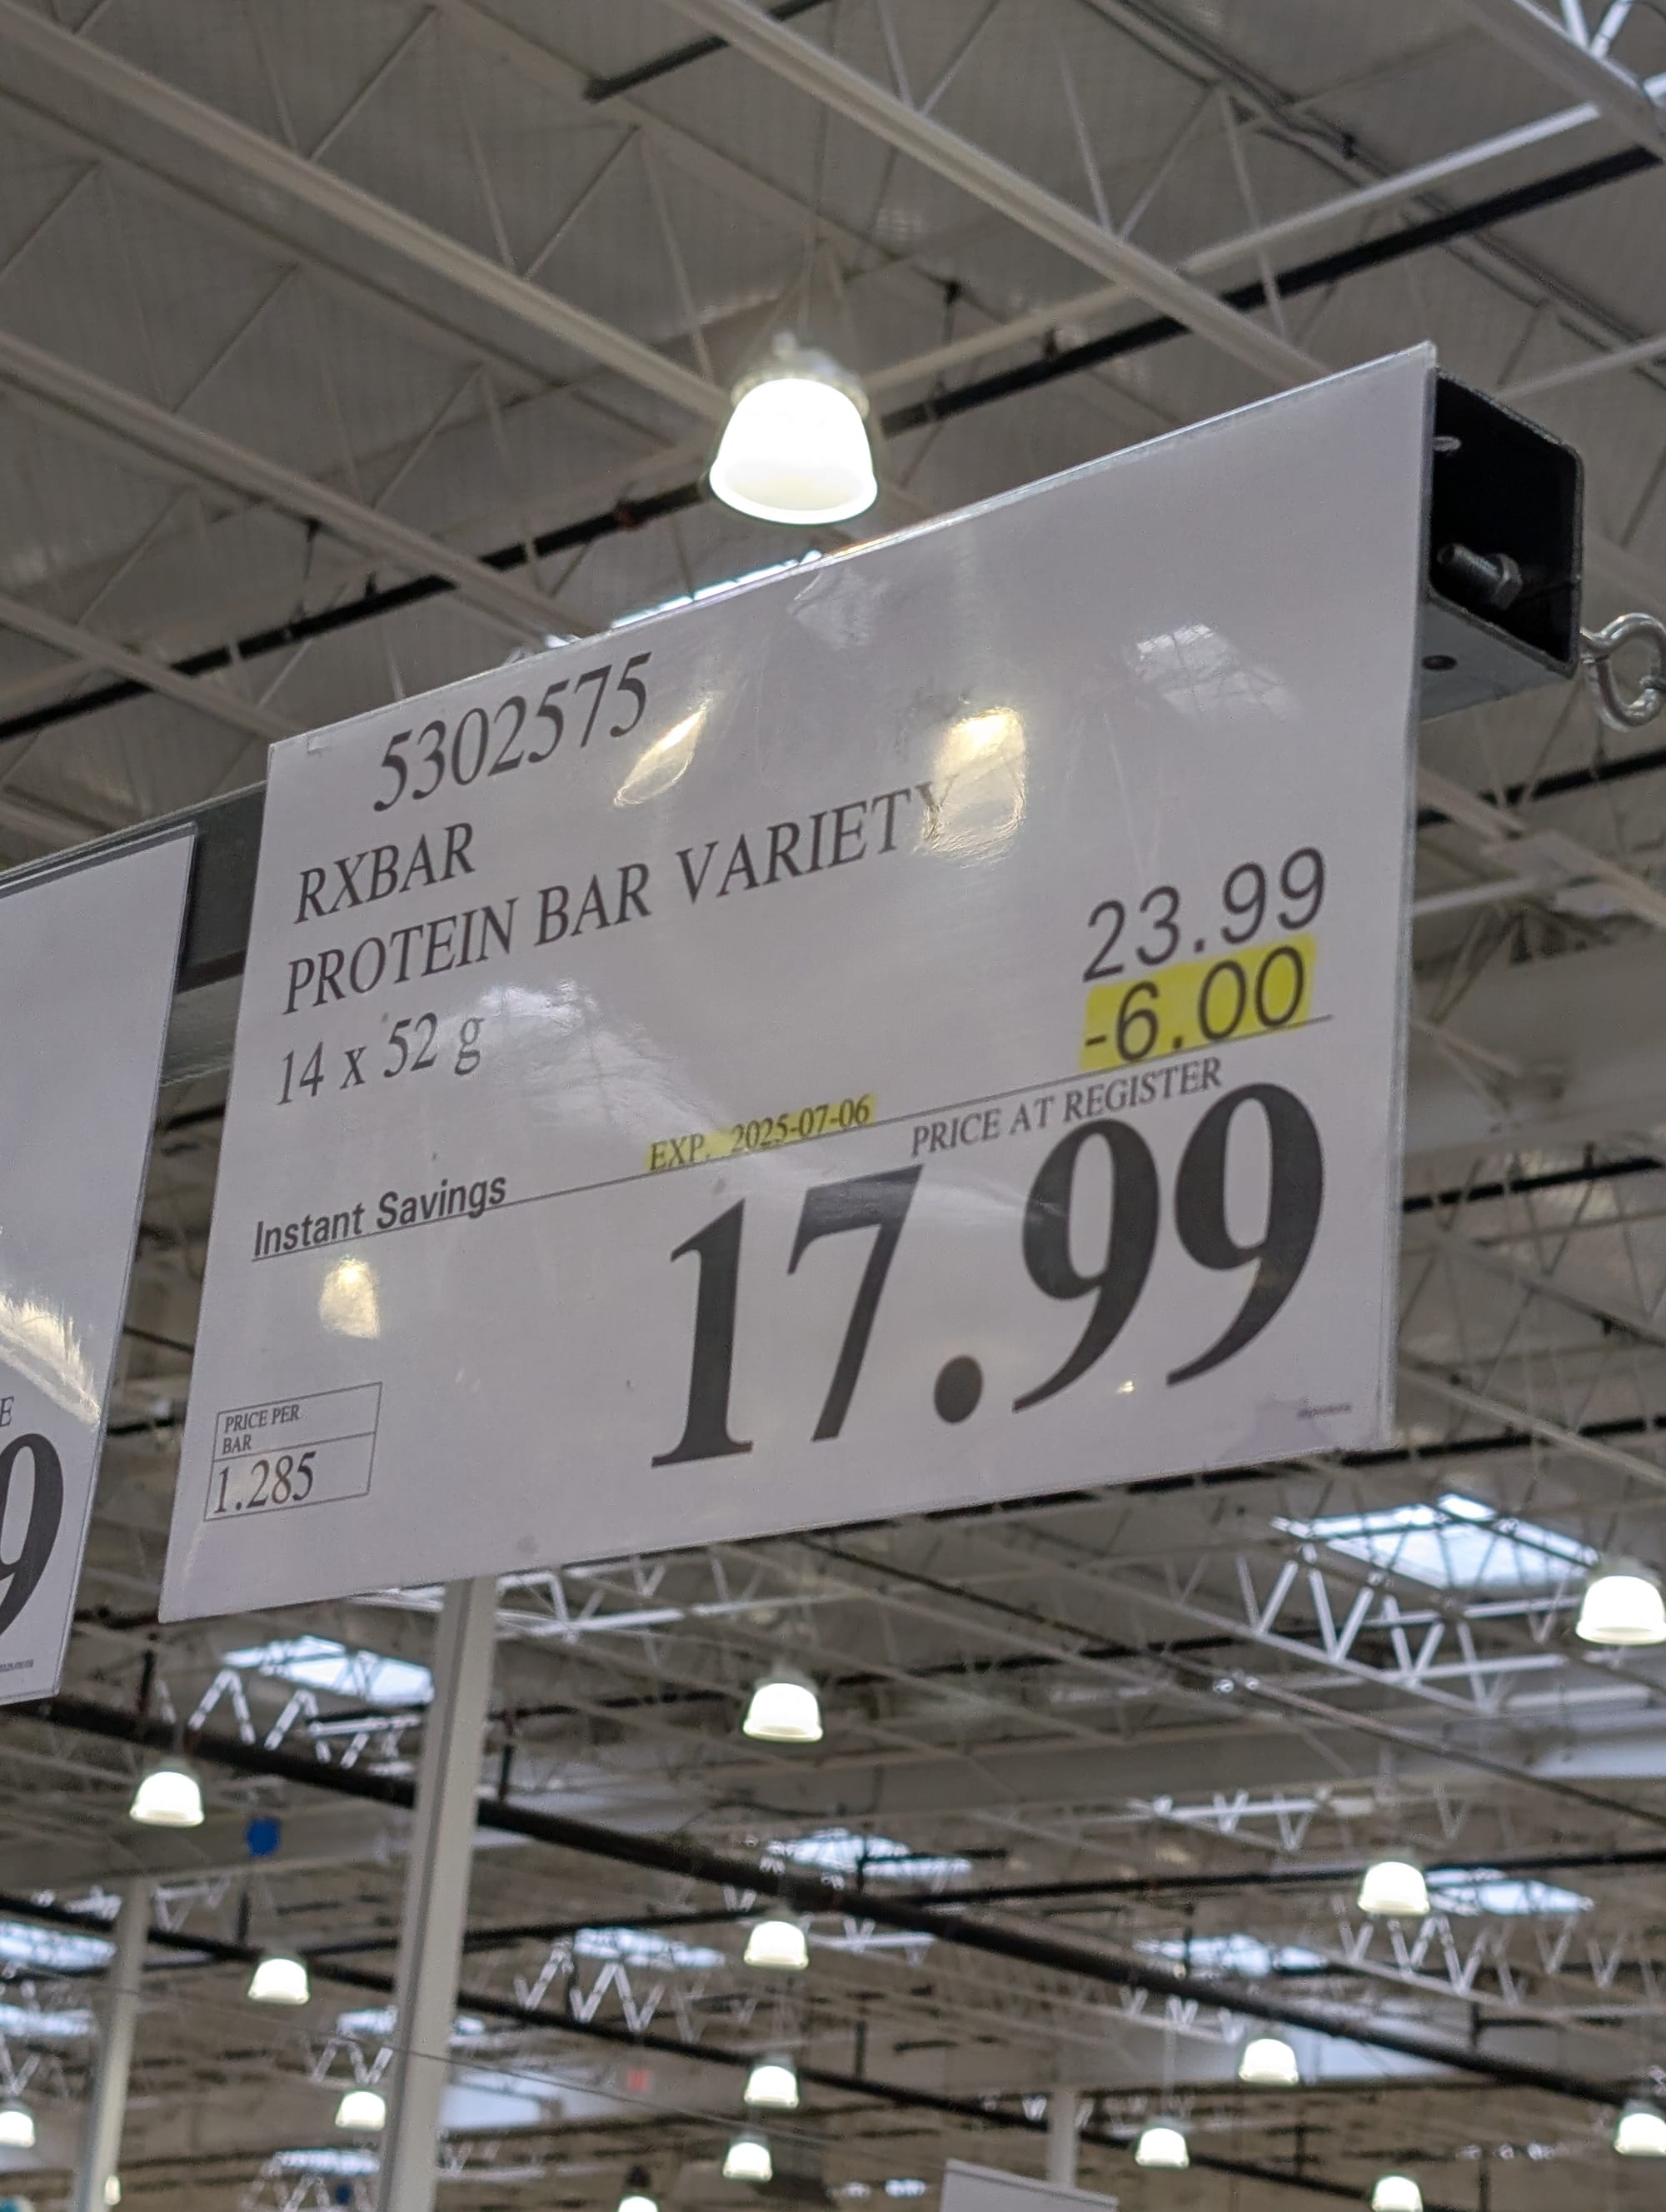 5302575
RXBAR
PROTEIN BAR VARIETY
14 x 52 g
23.99
-6.00
EXP. 2025-07-06
PRICE AT REGISTER
Instant Savings
17.99
PRICE PER
BAR
1.285
E
9